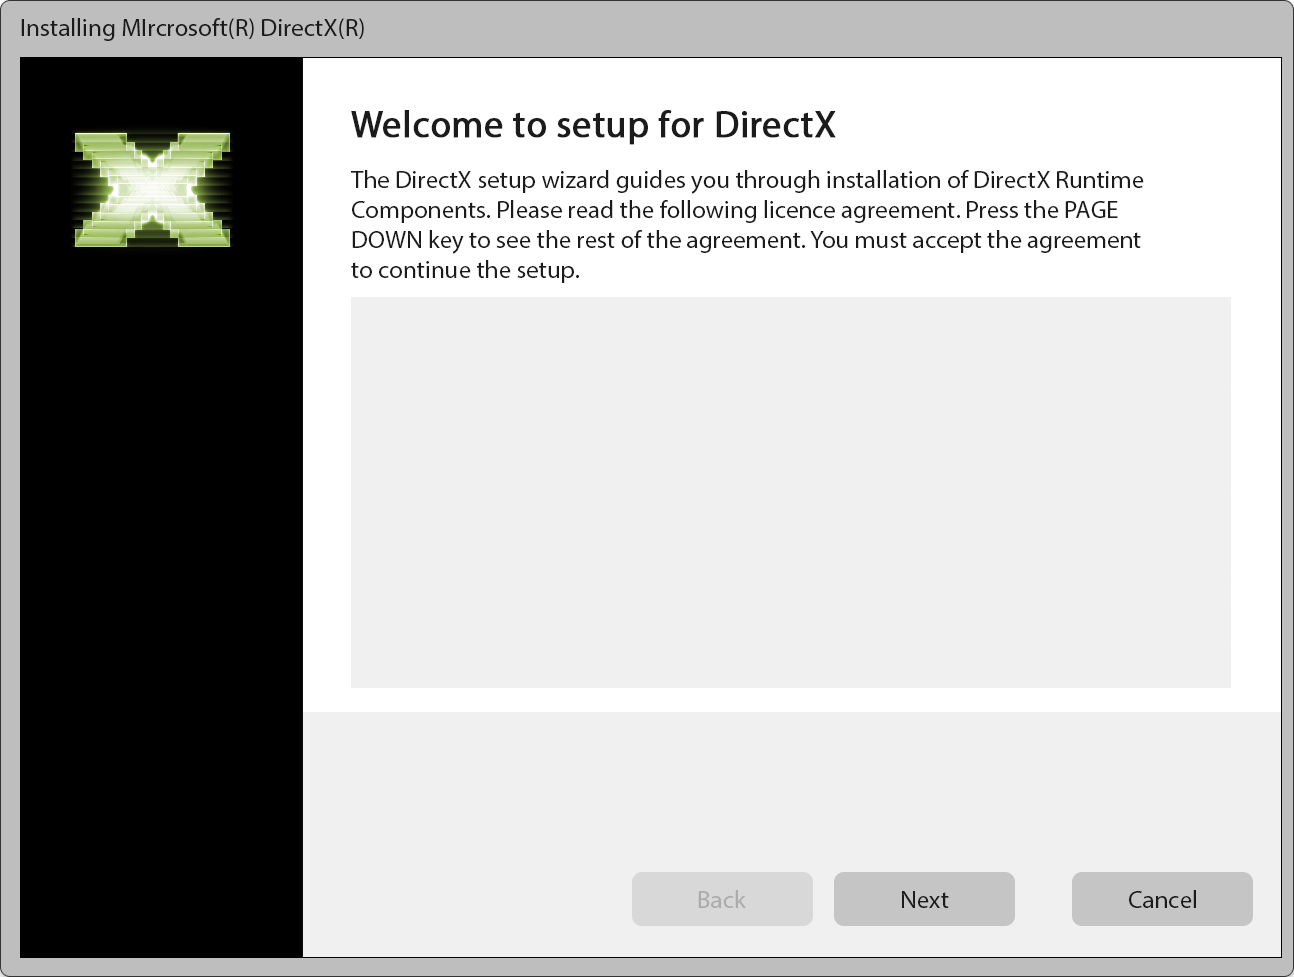 Installing MIrcrosoft(R) DirectX(R)
Welcome to setup for DirectX
The DirectX setup wizard guides you through installation of DirectX Runtime
Components. Please read the following licence agreement. Press the PAGE
DOWN key to see the rest of the agreement. You must accept the agreement
to continue the setup.
Back
Next
Cancel